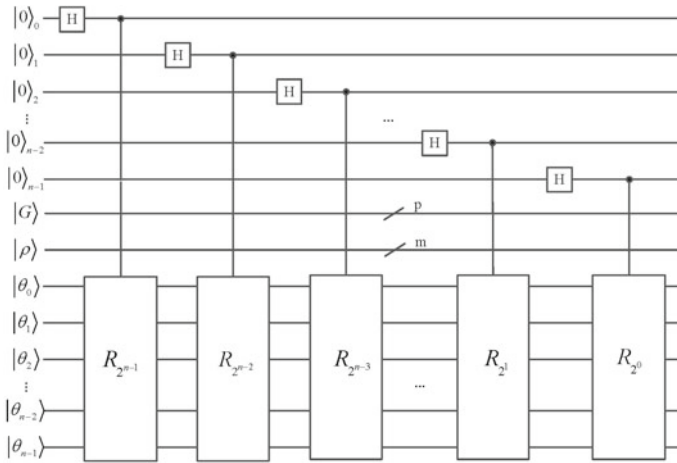 |0⟩₀ H
|0⟩₁ H
|0⟩₂ H
⋮ ...
|0⟩ₙ₋₂ H
|0⟩ₙ₋₁ H
|G⟩ p
|ρ⟩ m
|θ₀⟩
|θ₁⟩
|θ₂⟩ R_{2^{n-1}} R_{2^{n-2}} R_{2^{n-3}} R_{2^1} R_{2^0}
⋮ ...
|θₙ₋₂⟩
|θₙ₋₁⟩